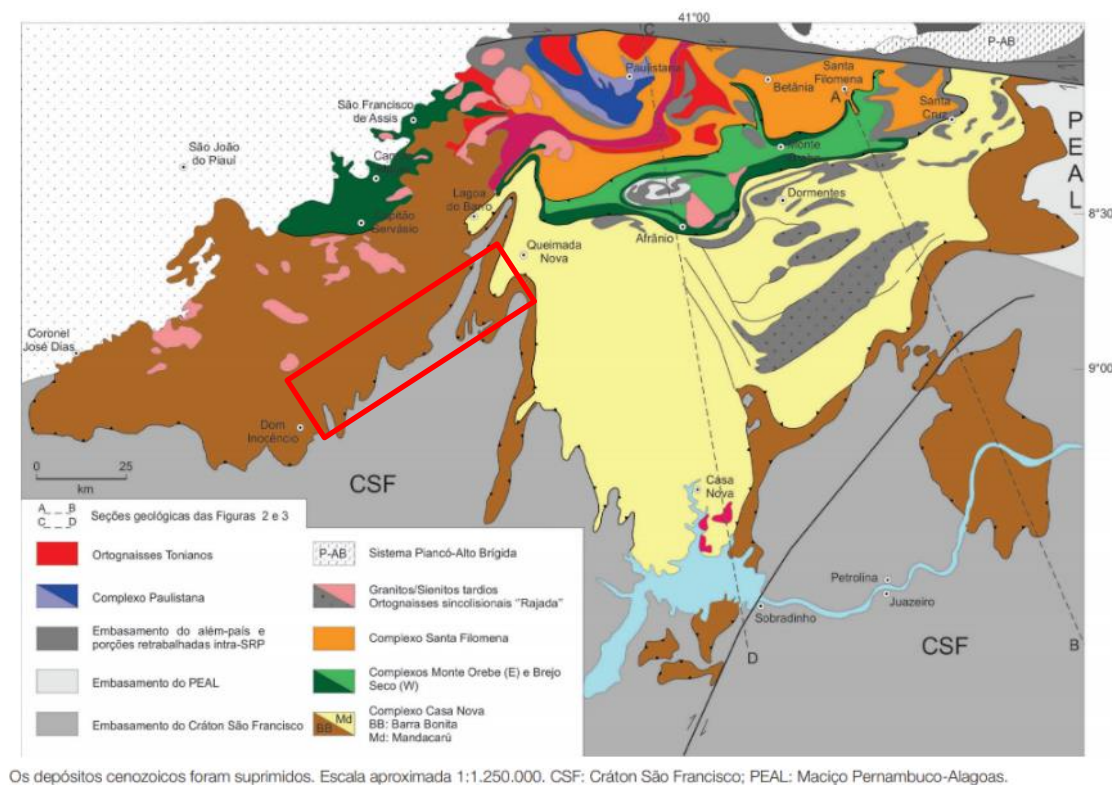 41°00
C
P-AB
Paulistana
Betânia
Santa
Filomena
A
São Francisco
de Assis
Santa
Cruz
PEAL
São João
do Piauí
Monte
Lagoa
do Barro
Dormentes
Capitão
Gervásio
8°30
Afrânio
Queimada
Nova
Coronel
José Dias
9°00
Dom
Inocêncio
0 25
km
CSF
Casa
Nova
Petrolina
Juazeiro
Sobradinho
CSF
D
B
A B
C D
Seções geológicas das Figuras 2 e 3
Ortognaisses Tonianos
P-AB
Sistema Piancó-Alto Brígida
Complexo Paulistana
Granitos/Sienitos tardios
Ortognaisses sincolisionais "Rajada"
Embasamento do além-país e
porções retrabalhadas intra-SRP
Complexo Santa Filomena
Embasamento do PEAL
Complexos Monte Orebe (E) e Brejo
Seco (W)
Embasamento do Cráton São Francisco
Md
BB
Complexo Casa Nova
BB: Barra Bonita
Md: Mandacarú
Os depósitos cenozoicos foram suprimidos. Escala aproximada 1:1.250.000. CSF: Cráton São Francisco; PEAL: Maciço Pernambuco-Alagoas.